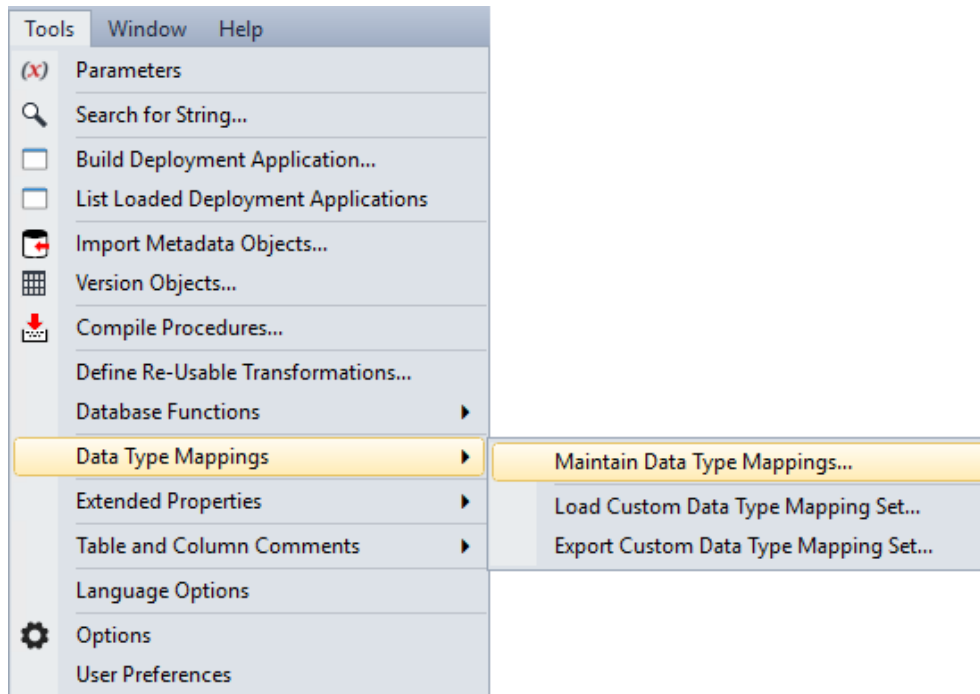 Tools Window Help
(x) Parameters
Search for String...
Build Deployment Application...
List Loaded Deployment Applications
Import Metadata Objects...
Version Objects...
Compile Procedures...
Define Re-Usable Transformations...
Database Functions
Data Type Mappings
Maintain Data Type Mappings...
Load Custom Data Type Mapping Set...
Export Custom Data Type Mapping Set...
Extended Properties
Table and Column Comments
Language Options
Options
User Preferences